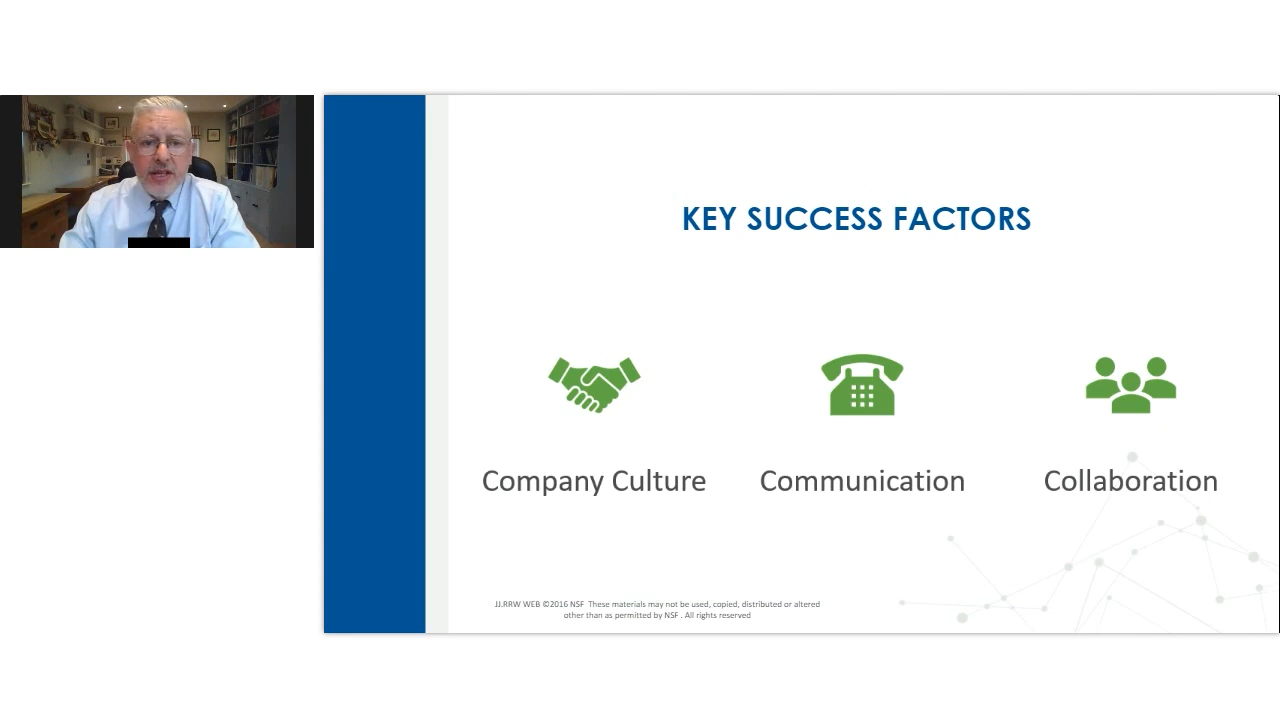 KEY SUCCESS FACTORS
Company Culture
Communication
Collaboration
JJ.RRW WEB ©2016 NSF These materials may not be used, copied, distributed or altered
other than as permitted by NSF . All rights reserved